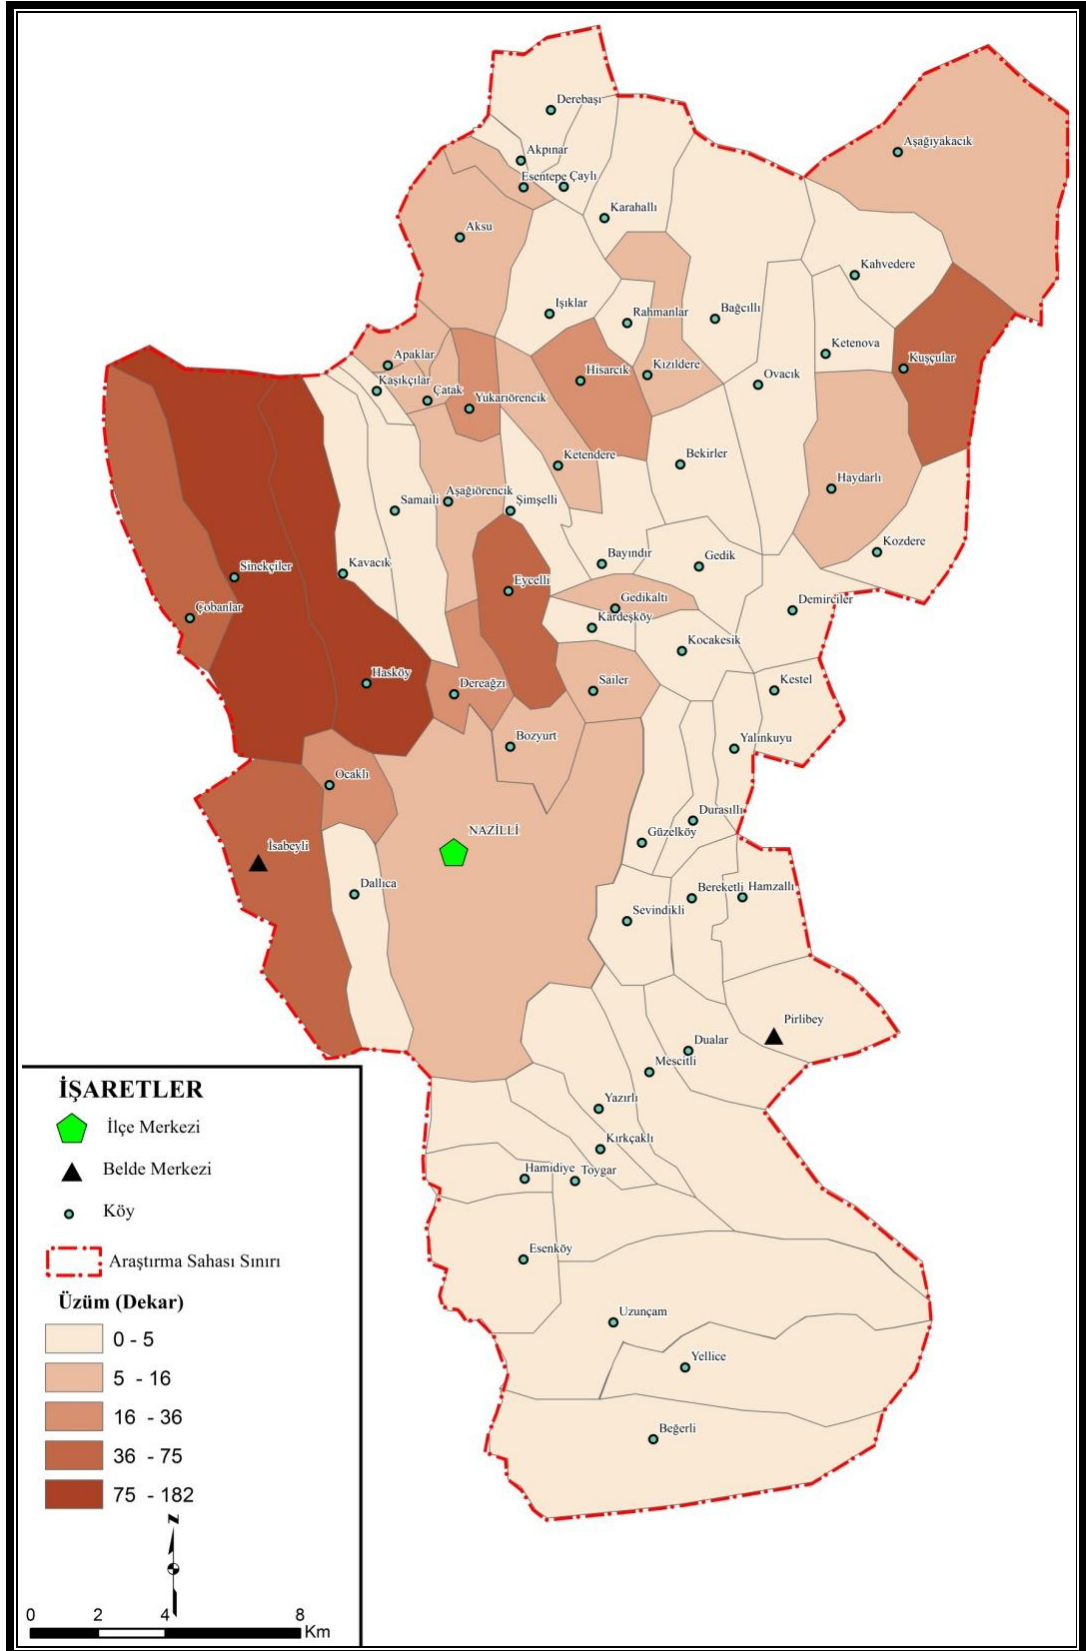 Derebaşı
Aşağıyakacık
Akpınar
Esentepe
Çaylı
Karahallı
Aksu
Kahvedere
Işıklar
Rahmanlar
Bağcıllı
Ketenova
Apaklar
Kuşçular
Hisarcık
Kızıldere
Kaşıkçılar
Ovacık
Çatak
Yukarıörencik
Ketendere
Bekirler
Haydarlı
Aşağıörencik
Samaili
Şimşelli
Kozdere
Bayındır
Gedik
Kavacık
Sinekçiler
Eycelli
Gedikaltı
Demirciler
Çobanlar
Kardeşköy
Kocakesik
Hasköy
Dereağzı
Sailer
Kestel
Bozyurt
Yalınkuyu
Ocaklı
Durasıllı
NAZİLLİ
Güzelköy
İsabeyli
Dallıca
Bereketli
Hamzallı
Sevindikli
Pirlibey
Dualar
Mescitli
Yazırlı
Kırkçaklı
Hamidiye
Toygar
Esenköy
Uzunçam
Yellice
Beğerli
İŞARETLER
İlçe Merkezi
Belde Merkezi
Köy
Araştırma Sahası Sınırı
Üzüm (Dekar)
0 - 5
5 - 16
16 - 36
36 - 75
75 - 182
N
0 2 4 8
Km